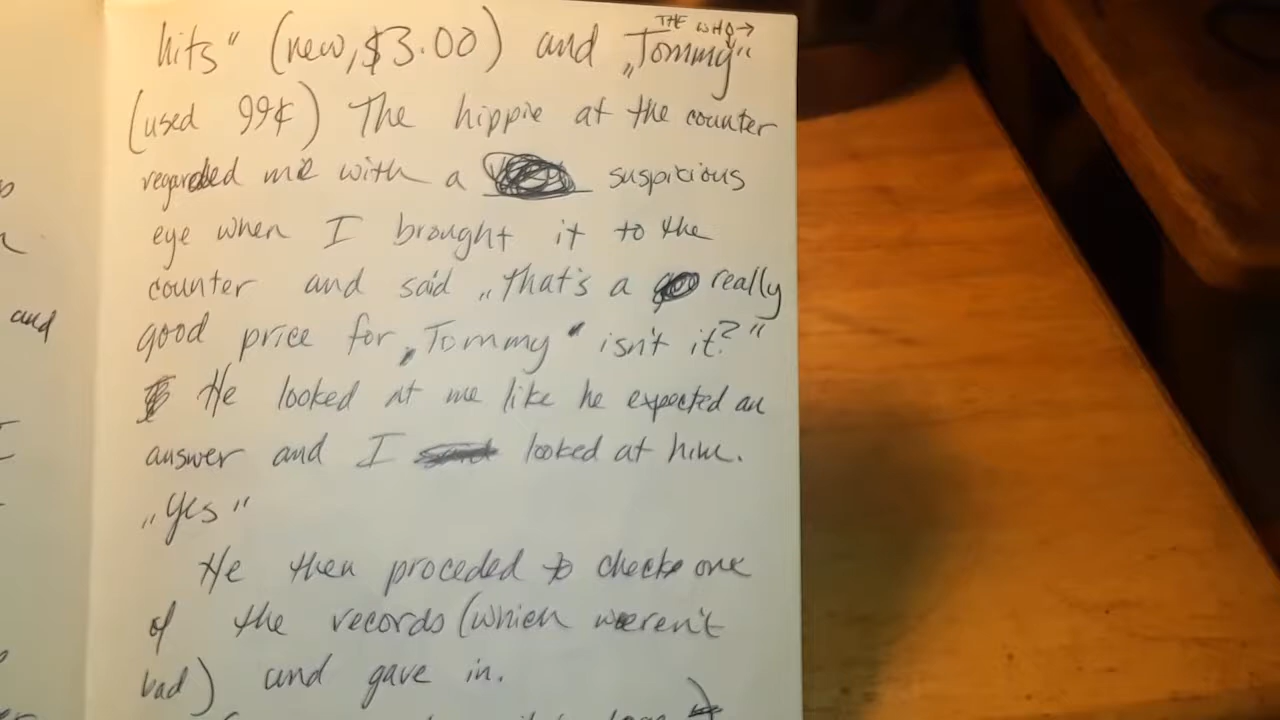 THE WHO →
hits" (new, $3.00) and „Tommy"
(used 99¢) The hippie at the counter
regarded me with a suspicious
eye when I brought it to the
counter and said „that's a really
good price for „Tommy" isn't it?"
He looked at me like he expected an
answer and I looked at him.
„Yes"
He then proceded to check one
of the records (which weren't
bad) and gave in.
and